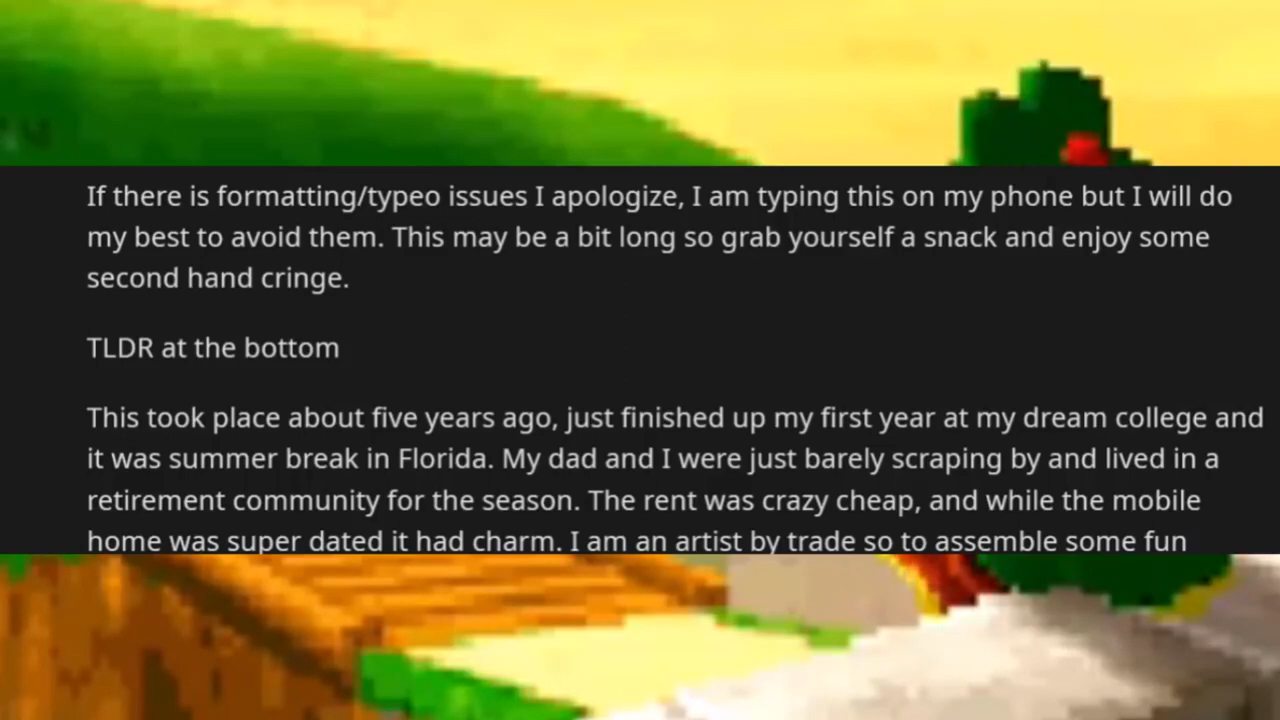 If there is formatting/typeo issues I apologize, I am typing this on my phone but I will do
my best to avoid them. This may be a bit long so grab yourself a snack and enjoy some
second hand cringe.
TLDR at the bottom
This took place about five years ago, just finished up my first year at my dream college and
it was summer break in Florida. My dad and I were just barely scraping by and lived in a
retirement community for the season. The rent was crazy cheap, and while the mobile
home was super dated it had charm. I am an artist by trade so to assemble some fun